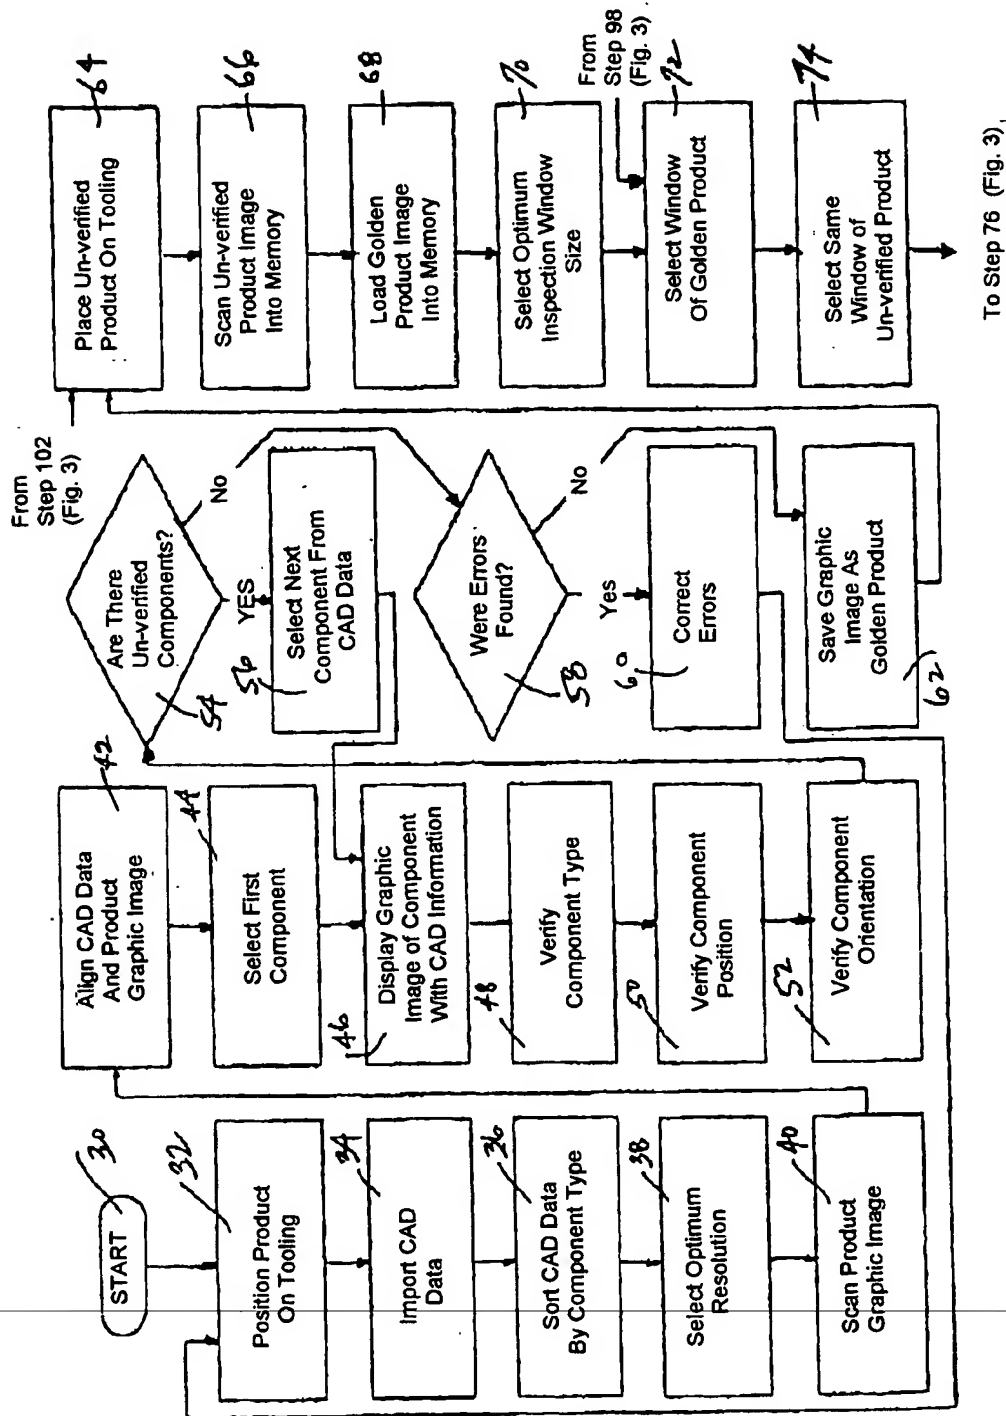 START
30
Position Product
On Tooling
32
Import CAD
Data
34
Sort CAD Data
By Component Type
36
Select Optimum
Resolution
38
Scan Product
Graphic Image
40
Align CAD Data
And Product
Graphic Image
42
Select First
Component
44
Display Graphic
Image of Component
With CAD Information
46
Verify
Component Type
48
Verify Component
Position
50
Verify Component
Orientation
52
From
Step 102
(Fig. 3)
Are There
Un-verified
Components?
54
No
YES
Select Next
Component From
CAD Data
56
Were Errors
Found?
58
No
Yes
Correct
Errors
60
Save Graphic
Image As
Golden Product
62
Place Un-verified
Product On Tooling
64
Scan Un-verified
Product Image
Into Memory
66
Load Golden
Product Image
Into Memory
68
Select Optimum
Inspection Window
Size
70
From
Step 98
(Fig. 3)
Select Window
Of Golden Product
72
Select Same
Window of
Un-verified Product
74
To Step 76 (Fig. 3)